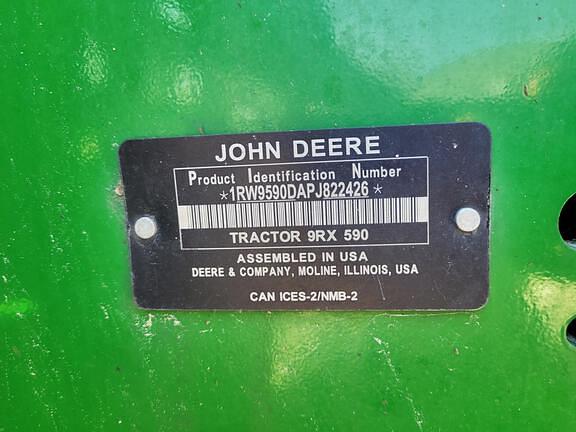 JOHN DEERE
Product Identification Number
*1RW9590DAPJ822426*
TRACTOR 9RX 590
ASSEMBLED IN USA
DEERE & COMPANY, MOLINE, ILLINOIS, USA
CAN ICES-2/NMB-2